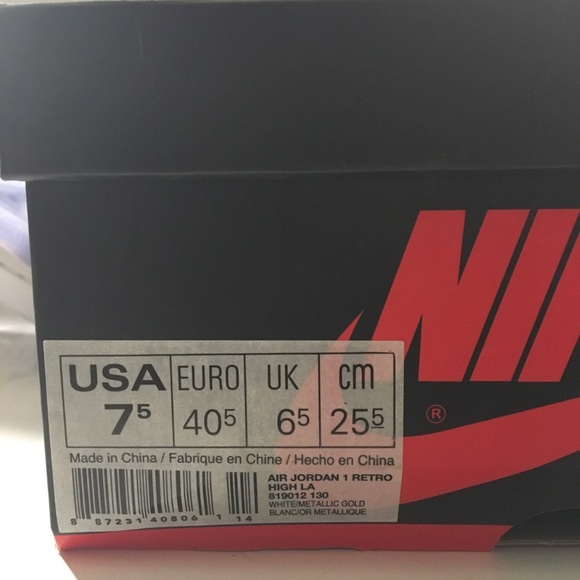 NI
®
USA EURO UK cm
7⁵ 40⁵ 6⁵ 25⁵
Made in China / Fabrique en Chine / Hecho en China
AIR JORDAN 1 RETRO
HIGH LA
819012 130
WHITE/METALLIC GOLD
BLANC/OR METALLIQUE
8 87231 40806 1 14